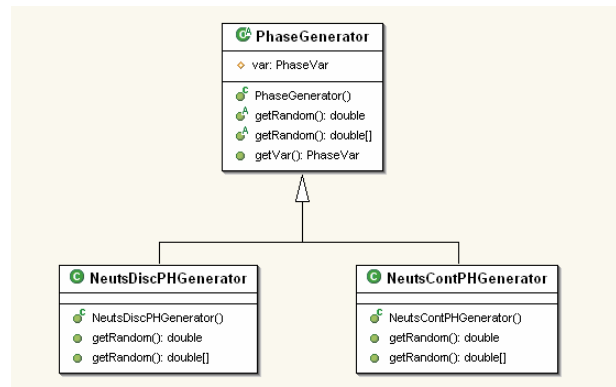 PhaseGenerator
var: PhaseVar
PhaseGenerator()
getRandom(): double
getRandom(): double[]
getVar(): PhaseVar
NeutsDiscPHGenerator
NeutsDiscPHGenerator()
getRandom(): double
getRandom(): double[]
NeutsContPHGenerator
NeutsContPHGenerator()
getRandom(): double
getRandom(): double[]